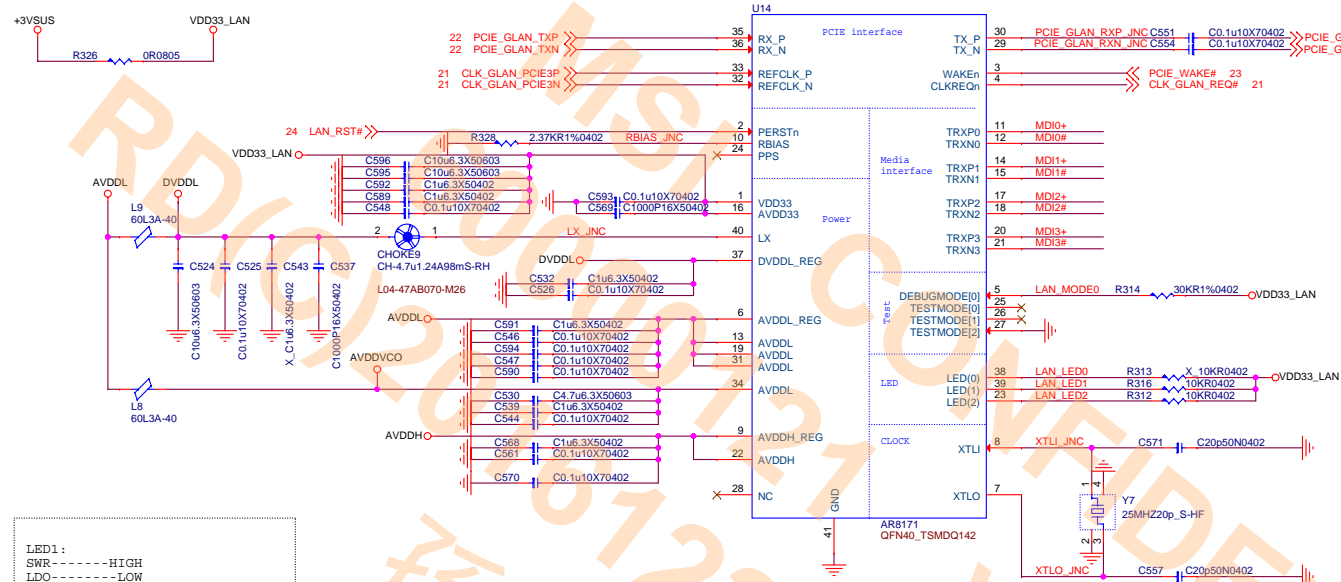 +3VSUS
VDD33_LAN
R326 0R0805
U14
22 PCIE_GLAN_TXP 35 RX_P
22 PCIE_GLAN_TXN 36 RX_N
21 CLK_GLAN_PCIE3P 33 REFCLK_P
21 CLK_GLAN_PCIE3N 32 REFCLK_N
PCIE interface
TX_P 30 PCIE_GLAN_RXP_JNC C551 C0.1u10X70402 PCIE_G
TX_N 29 PCIE_GLAN_RXN_JNC C554 C0.1u10X70402 PCIE_G
WAKEn 3 PCIE_WAKE# 23
CLKREQn 4 CLK_GLAN_REQ# 21
24 LAN_RST# 2 PERSTn
R328 2.37KR1%0402 RBIAS_JNC 10 RBIAS
24 PPS
VDD33_LAN
C596 C10u6.3X50603
C595 C10u6.3X50603
C592 C1u6.3X50402
C589 C1u6.3X50402
C548 C0.1u10X70402
C593 C0.1u10X70402
C569 C1000P16X50402
1 VDD33
16 AVDD33
Media
interface
Power
TRXP0 11 MDI0+
TRXN0 12 MDI0#
TRXP1 14 MDI1+
TRXN1 15 MDI1#
TRXP2 17 MDI2+
TRXN2 18 MDI2#
TRXP3 20 MDI3+
TRXN3 21 MDI3#
AVDDL DVDDL
L9
60L3A-40
2 1 LX_JNC 40 LX
CHOKE9
CH-4.7u1.24A98mS-RH
L04-47AB070-M26
C524 C525 C543 C537
C10u6.3X50603
C0.1u10X70402
X_C1u6.3X50402
C1000P16X50402
DVDDL 37 DVDDL_REG
C532 C1u6.3X50402
C526 C0.1u10X70402
AVDDL 6 AVDDL_REG
C591 C1u6.3X50402
C546 C0.1u10X70402
C594 C0.1u10X70402
C547 C0.1u10X70402
C590 C0.1u10X70402
13 AVDDL
19 AVDDL
31 AVDDL
AVDDVCO
34 AVDDL
L8
60L3A-40
C530 C4.7u6.3X50603
C539 C1u6.3X50402
C544 C0.1u10X70402
AVDDH 9 AVDDH_REG
C568 C1u6.3X50402
C561 C0.1u10X70402
22 AVDDH
C570 C0.1u10X70402
28 NC
Test
DEBUGMODE[0] 5 LAN_MODE0 R314 30KR1%0402 VDD33_LAN
TESTMODE[0] 25
TESTMODE[1] 26
TESTMODE[2] 27
LED
LED(0) 38 LAN_LED0 R313 X_10KR0402 VDD33_LAN
LED(1) 39 LAN_LED1 R316 10KR0402
LED(2) 23 LAN_LED2 R312 10KR0402
CLOCK
XTLI 8 XTLI_JNC C571 C20p50N0402
XTLO 7
1 4
Y7
25MHZ20p_S-HF
2 3
XTLO_JNC C557 C20p50N0402
GND
41
AR8171
QFN40_TSMDQ142
LED1:
SWR-------HIGH
LDO-------LOW